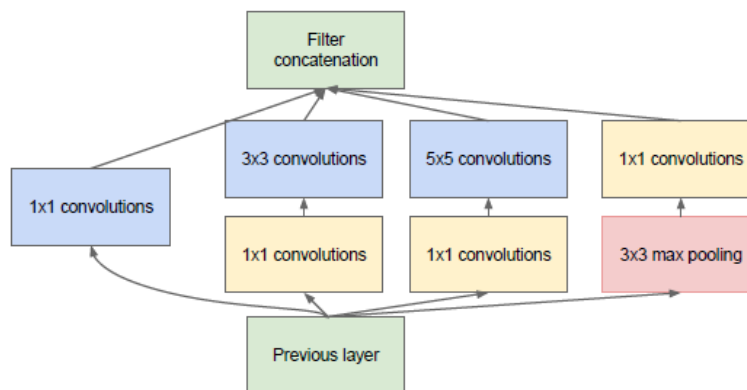 Filter
concatenation
3x3 convolutions
5x5 convolutions
1x1 convolutions
1x1 convolutions
1x1 convolutions
1x1 convolutions
3x3 max pooling
Previous layer